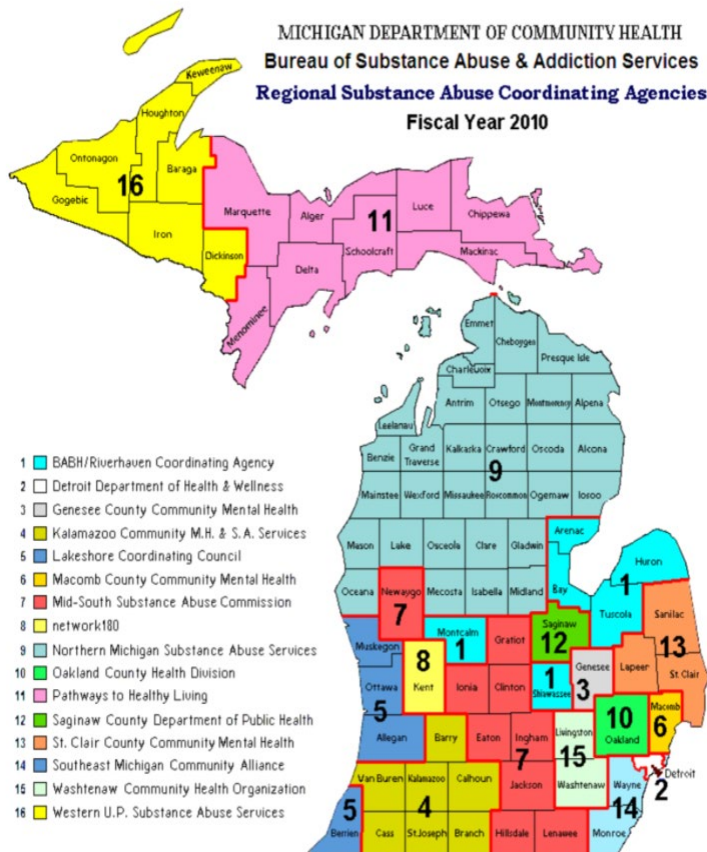 MICHIGAN DEPARTMENT OF COMMUNITY HEALTH
Bureau of Substance Abuse & Addiction Services
Regional Substance Abuse Coordinating Agencies
Fiscal Year 2010
Keweenaw
Houghton
Ontonagon
Baraga
16
Gogebic
Iron
Dickinson
Marquette
Alger
11
Luce
Chippewa
Schoolcraft
Mackinac
Delta
Menominee
Emmet
Cheboygan
Presque Isle
Charlevoix
Antrim
Otsego
Montmorency
Alpena
Leelanau
Benzie
Grand
Traverse
Kalkaska
Crawford
Oscoda
Alcona
9
Manistee
Wexford
Missaukee
Roscommon
Ogemaw
Iosco
Mason
Lake
Osceola
Clare
Gladwin
Arenac
Huron
Oceana
Newaygo
Mecosta
Isabella
Midland
Bay
1
Tuscola
Sanilac
7
Muskegon
Montcalm
1
Gratiot
Saginaw
12
13
Lapeer
St. Clair
Genesee
3
Ottawa
5
8
Kent
Ionia
Clinton
1
Shiawassee
Allegan
Barry
Eaton
Ingham
7
Livingston
15
10
Oakland
Macomb
6
Van Buren
Kalamazoo
Calhoun
Jackson
Washtenaw
Wayne
14
Detroit
2
5
Berrien
4
Cass
St.Joseph
Branch
Hillsdale
Lenawee
Monroe
1 BABH/Riverhaven Coordinating Agency
2 Detroit Department of Health & Wellness
3 Genesee County Community Mental Health
4 Kalamazoo Community M.H. & S.A. Services
5 Lakeshore Coordinating Council
6 Macomb County Community Mental Health
7 Mid-South Substance Abuse Commission
8 network180
9 Northern Michigan Substance Abuse Services
10 Oakland County Health Division
11 Pathways to Healthy Living
12 Saginaw County Department of Public Health
13 St. Clair County Community Mental Health
14 Southeast Michigan Community Alliance
15 Washtenaw Community Health Organization
16 Western U.P. Substance Abuse Services